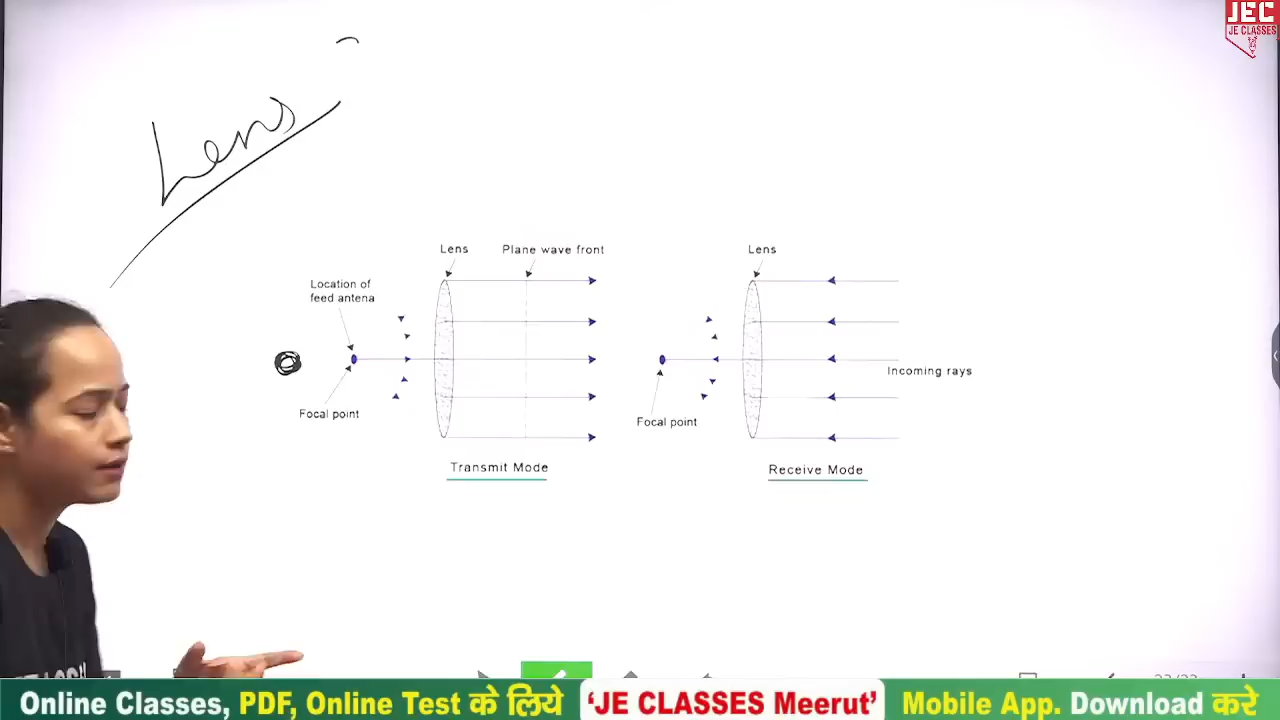 JEC
JE CLASSES
Lens
Lens
Plane wave front
Lens
Location of
feed antena
Incoming rays
Focal point
Focal point
Transmit Mode
Receive Mode
Online Classes, PDF, Online Test के लिये 'JE CLASSES Meerut' Mobile App. Download करे